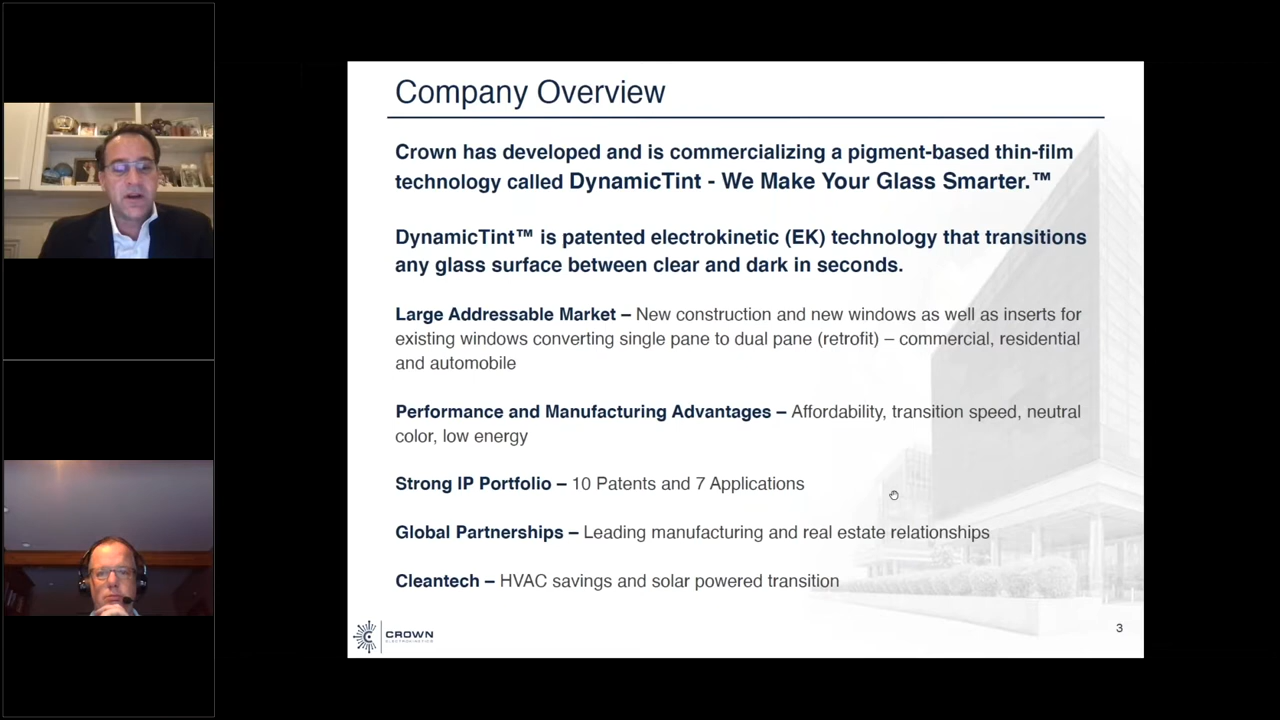 Company Overview
Crown has developed and is commercializing a pigment-based thin-film
technology called DynamicTint - We Make Your Glass Smarter.™
DynamicTint™ is patented electrokinetic (EK) technology that transitions
any glass surface between clear and dark in seconds.
Large Addressable Market – New construction and new windows as well as inserts for
existing windows converting single pane to dual pane (retrofit) – commercial, residential
and automobile
Performance and Manufacturing Advantages – Affordability, transition speed, neutral
color, low energy
Strong IP Portfolio – 10 Patents and 7 Applications
Global Partnerships – Leading manufacturing and real estate relationships
Cleantech – HVAC savings and solar powered transition
CROWN
ELECTROKINETICS
3